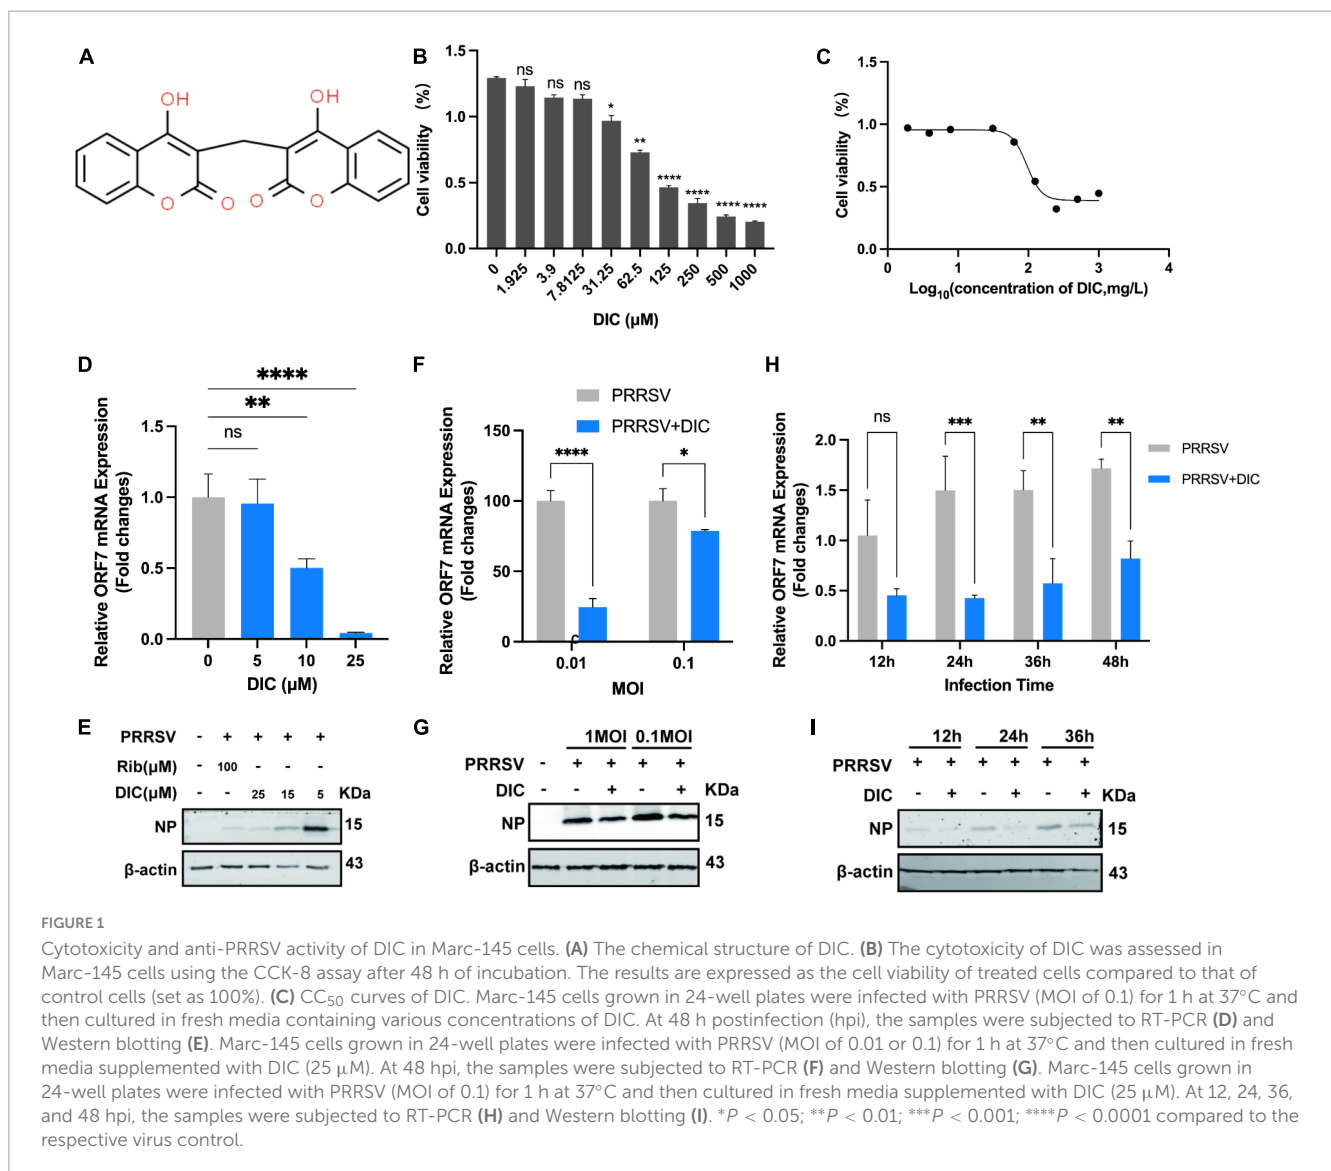 A
OH
OH
O
O
O
O
B
Cell viability (%)
1.5
1.0
0.5
0.0
ns
ns
ns
*
**
****
****
****
****
0
1.925
3.9
7.8125
31.25
62.5
125
250
500
1000
DIC (μM)
C
Cell viability (%)
1.5
1.0
0.5
0.0
0
1
2
3
4
Log10(concentration of DIC,mg/L)
D
Relative ORF7 mRNA Expression
(Fold changes)
1.5
1.0
0.5
0.0
****
**
ns
0
5
10
25
DIC (μM)
F
PRRSV
PRRSV+DIC
Relative ORF7 mRNA Expression
(Fold changes)
100
75
50
25
0
****
*
0.01
0.1
MOI
H
Relative ORF7 mRNA Expression
(Fold changes)
2.0
1.5
1.0
0.5
0.0
ns
***
**
**
PRRSV
PRRSV+DIC
12h
24h
36h
48h
Infection Time
E
PRRSV - + + + +
Rib(μM) - 100 - - -
DIC(μM) - - 25 15 5 KDa
NP 15
β-actin 43
G
1MOI 0.1MOI
PRRSV - + + + +
DIC - + - + KDa
NP 15
β-actin 43
I
12h 24h 36h
PRRSV + + + + + +
DIC - + - + - + KDa
NP 15
β-actin 43
FIGURE 1
Cytotoxicity and anti-PRRSV activity of DIC in Marc-145 cells. (A) The chemical structure of DIC. (B) The cytotoxicity of DIC was assessed in
Marc-145 cells using the CCK-8 assay after 48 h of incubation. The results are expressed as the cell viability of treated cells compared to that of
control cells (set as 100%). (C) CC50 curves of DIC. Marc-145 cells grown in 24-well plates were infected with PRRSV (MOI of 0.1) for 1 h at 37°C and
then cultured in fresh media containing various concentrations of DIC. At 48 h postinfection (hpi), the samples were subjected to RT-PCR (D) and
Western blotting (E). Marc-145 cells grown in 24-well plates were infected with PRRSV (MOI of 0.01 or 0.1) for 1 h at 37°C and then cultured in fresh
media supplemented with DIC (25 μM). At 48 hpi, the samples were subjected to RT-PCR (F) and Western blotting (G). Marc-145 cells grown in
24-well plates were infected with PRRSV (MOI of 0.1) for 1 h at 37°C and then cultured in fresh media supplemented with DIC (25 μM). At 12, 24, 36,
and 48 hpi, the samples were subjected to RT-PCR (H) and Western blotting (I). *P < 0.05; **P < 0.01; ***P < 0.001; ****P < 0.0001 compared to the
respective virus control.